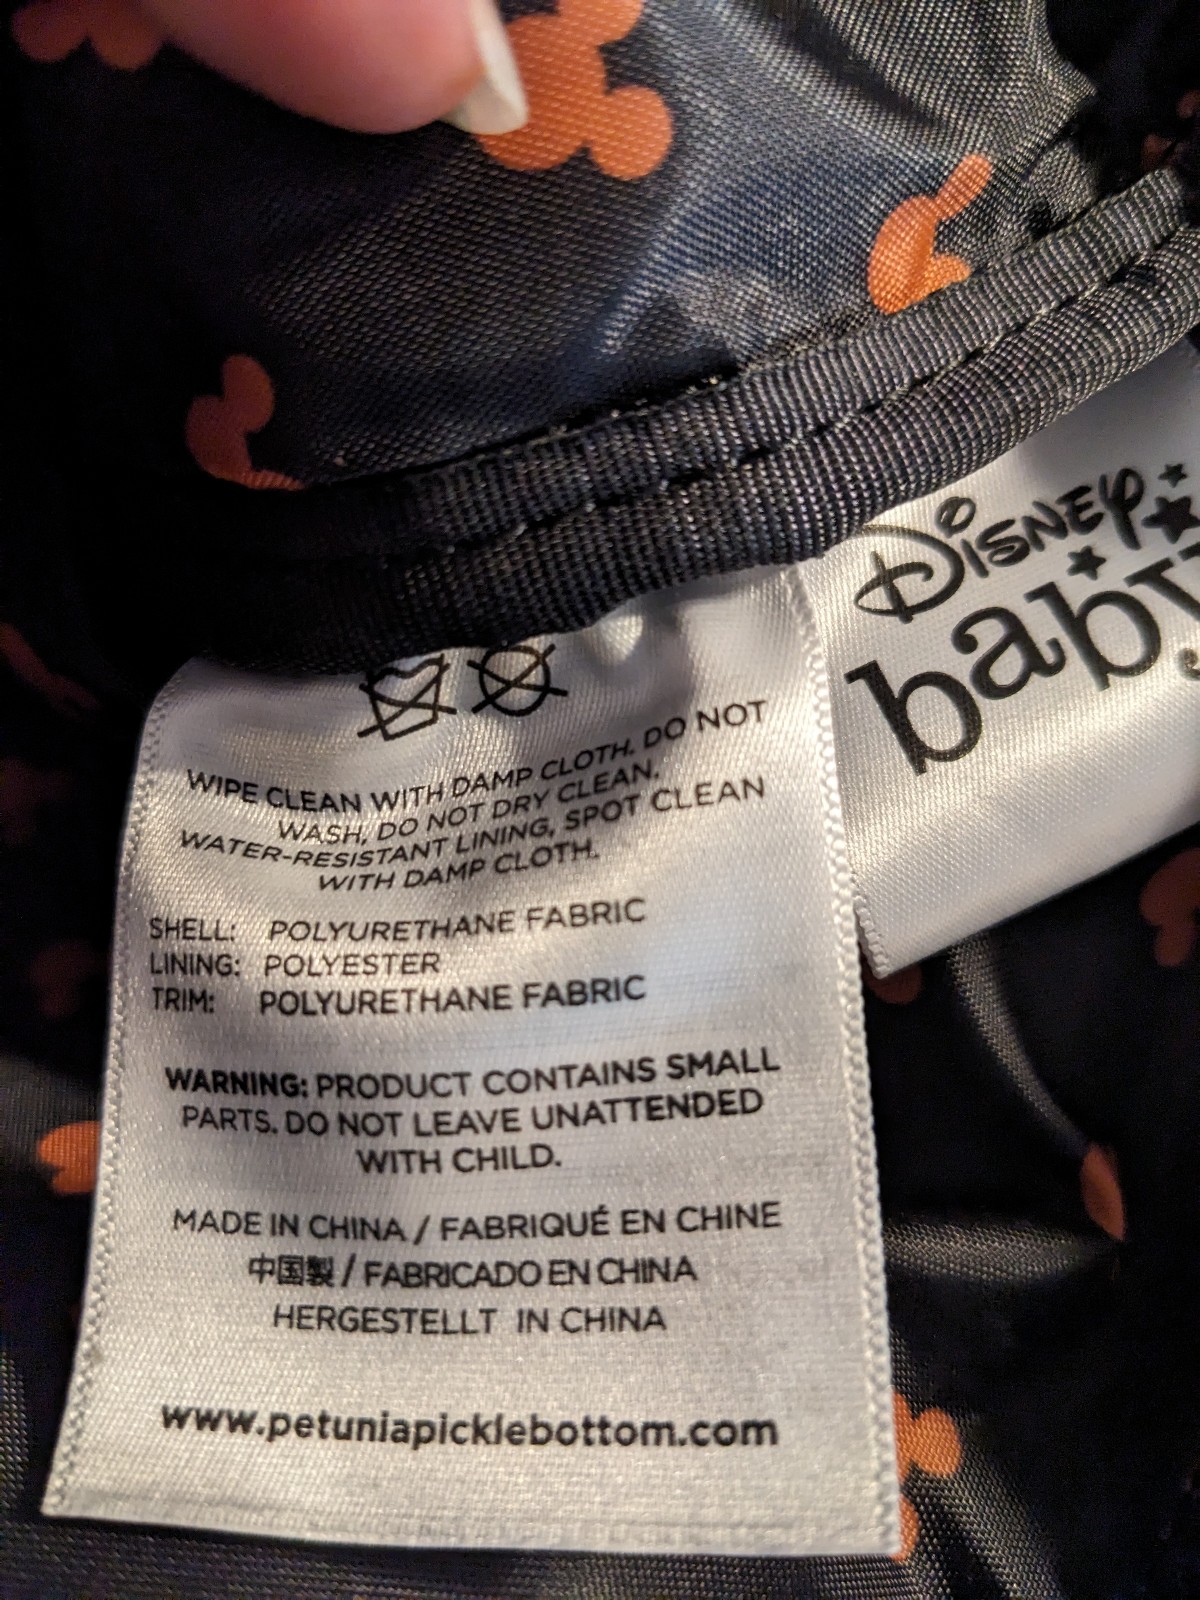 WIPE CLEAN WITH DAMP CLOTH. DO NOT
WASH, DO NOT DRY CLEAN.
WATER-RESISTANT LINING, SPOT CLEAN
WITH DAMP CLOTH.
SHELL: POLYURETHANE FABRIC
LINING: POLYESTER
TRIM: POLYURETHANE FABRIC
WARNING: PRODUCT CONTAINS SMALL
PARTS. DO NOT LEAVE UNATTENDED
WITH CHILD.
MADE IN CHINA / FABRIQUÉ EN CHINE
中国製 / FABRICADO EN CHINA
HERGESTELLT IN CHINA
www.petuniapicklebottom.com
Disney
baby